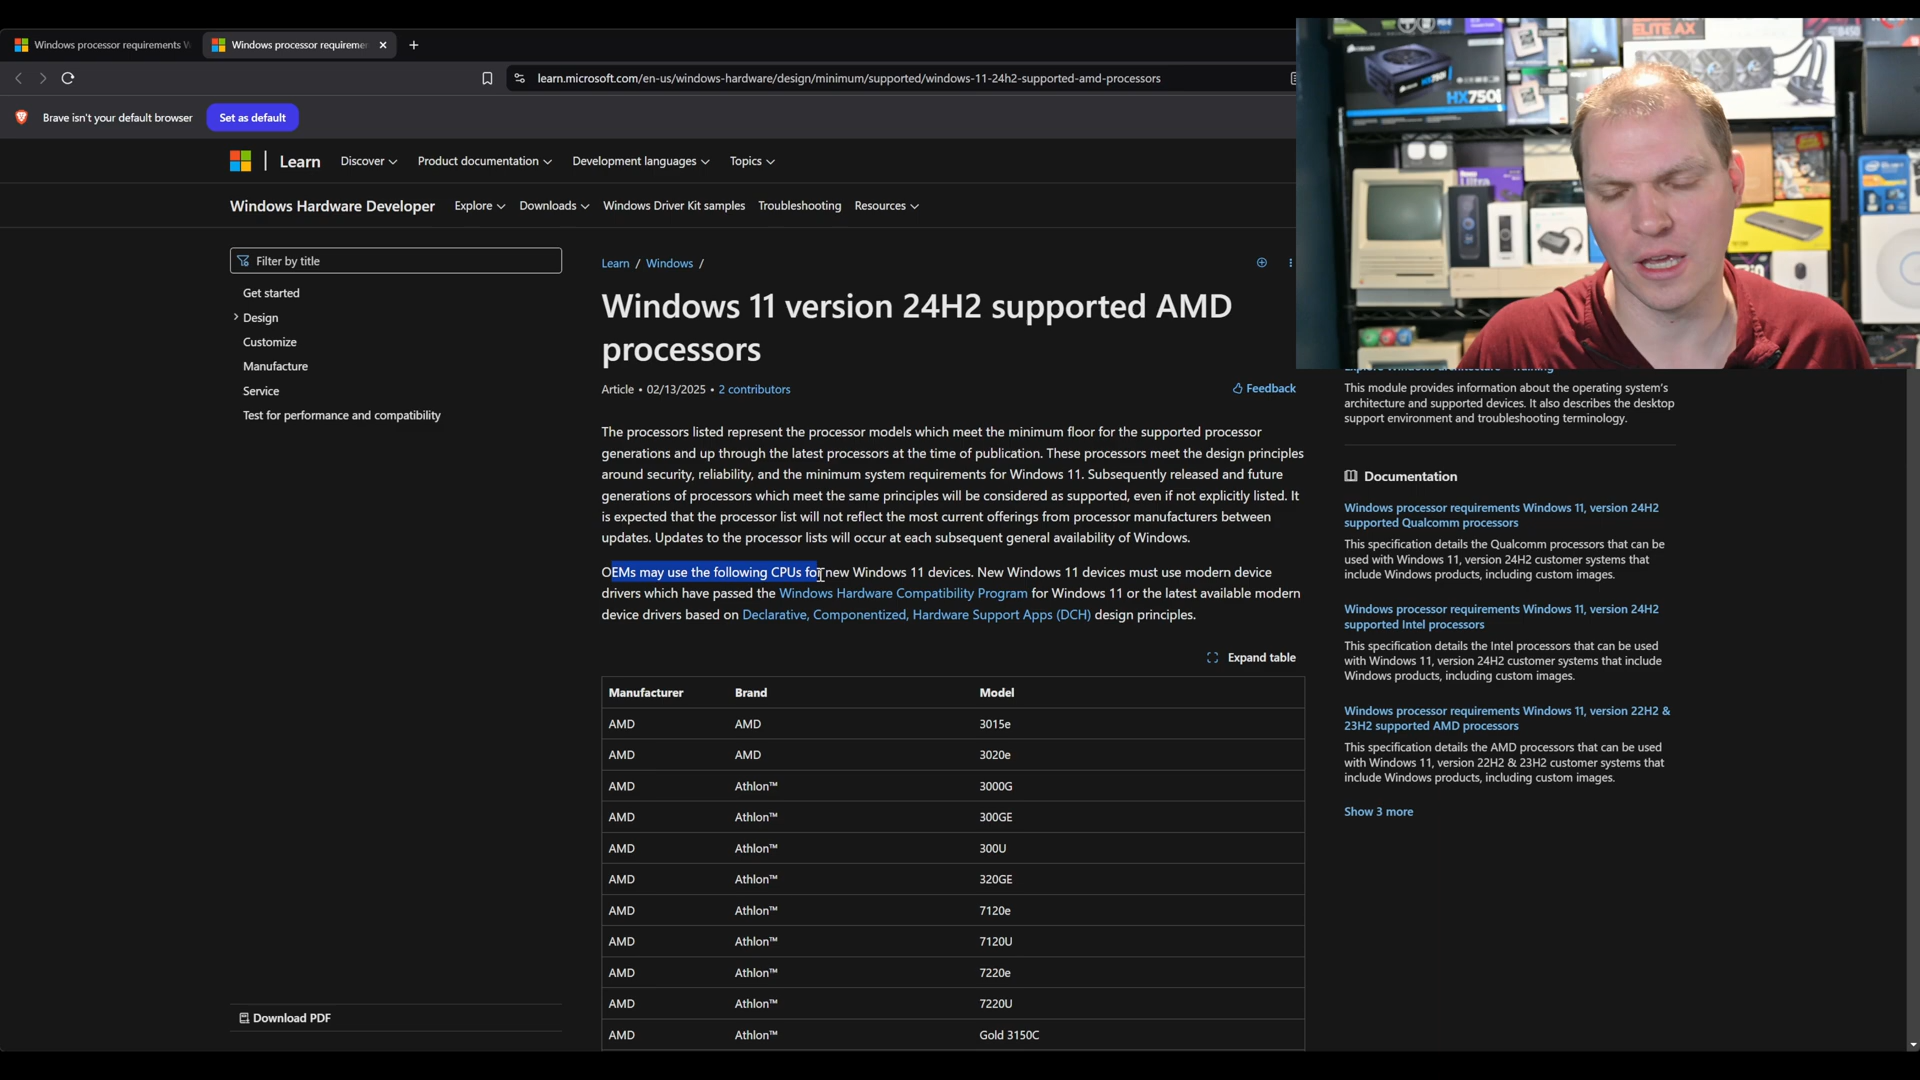 Windows processor requirements W
Windows processor requireme
learn.microsoft.com/en-us/windows-hardware/design/minimum/supported/windows-11-24h2-supported-amd-processors
Brave isn't your default browser
Set as default
Learn
Discover
Product documentation
Development languages
Topics
Windows Hardware Developer
Explore
Downloads
Windows Driver Kit samples
Troubleshooting
Resources
Filter by title
Get started
Design
Customize
Manufacture
Service
Test for performance and compatibility
Download PDF
Learn / Windows /
Windows 11 version 24H2 supported AMD
processors
Article • 02/13/2025 • 2 contributors
Feedback
The processors listed represent the processor models which meet the minimum floor for the supported processor
generations and up through the latest processors at the time of publication. These processors meet the design principles
around security, reliability, and the minimum system requirements for Windows 11. Subsequently released and future
generations of processors which meet the same principles will be considered as supported, even if not explicitly listed. It
is expected that the processor list will not reflect the most current offerings from processor manufacturers between
updates. Updates to the processor lists will occur at each subsequent general availability of Windows.
OEMs may use the following CPUs for new Windows 11 devices. New Windows 11 devices must use modern device
drivers which have passed the Windows Hardware Compatibility Program for Windows 11 or the latest available modern
device drivers based on Declarative, Componentized, Hardware Support Apps (DCH) design principles.
Expand table
Manufacturer Brand Model
AMD AMD 3015e
AMD AMD 3020e
AMD Athlon™ 3000G
AMD Athlon™ 300GE
AMD Athlon™ 300U
AMD Athlon™ 320GE
AMD Athlon™ 7120e
AMD Athlon™ 7120U
AMD Athlon™ 7220e
AMD Athlon™ 7220U
AMD Athlon™ Gold 3150C
This module provides information about the operating system's
architecture and supported devices. It also describes the desktop
support environment and troubleshooting terminology.
Documentation
Windows processor requirements Windows 11, version 24H2
supported Qualcomm processors
This specification details the Qualcomm processors that can be
used with Windows 11, version 24H2 customer systems that
include Windows products, including custom images.
Windows processor requirements Windows 11, version 24H2
supported Intel processors
This specification details the Intel processors that can be used
with Windows 11, version 24H2 customer systems that include
Windows products, including custom images.
Windows processor requirements Windows 11, version 22H2 &
23H2 supported AMD processors
This specification details the AMD processors that can be used
with Windows 11, version 22H2 & 23H2 customer systems that
include Windows products, including custom images.
Show 3 more
ELITE AX
HX750i